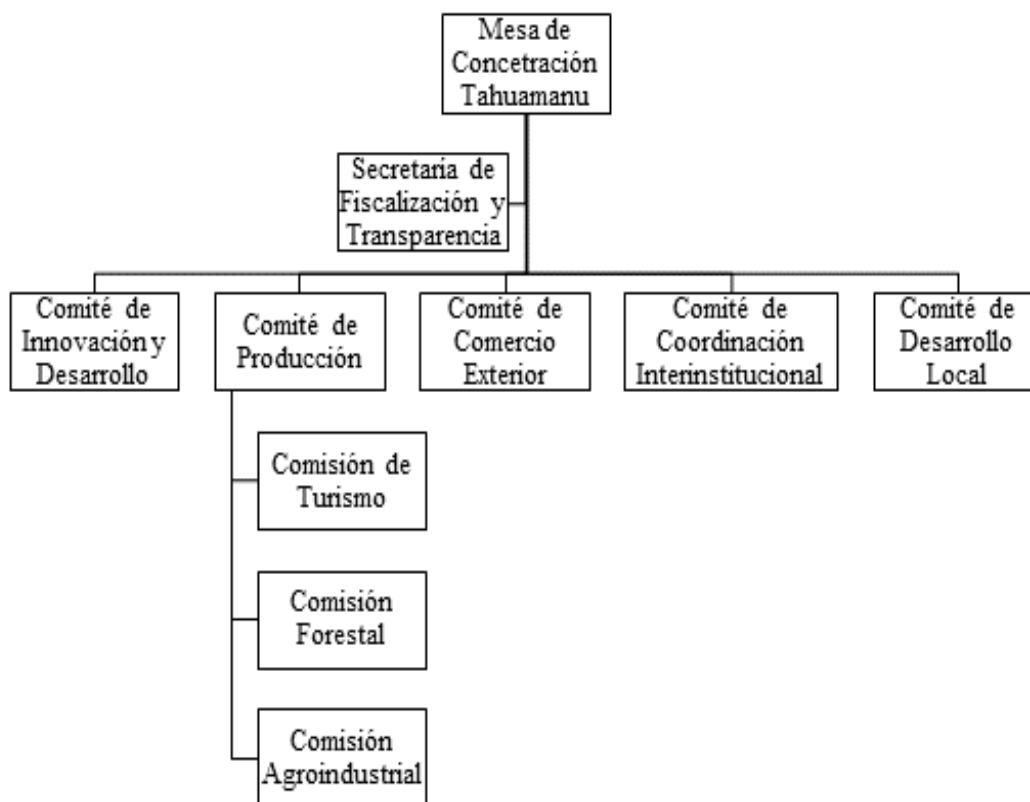 Mesa de
Concetración
Tahuamanu
Secretaría de
Fiscalización y
Transparencia
Comité de
Innovación y
Desarrollo
Comité de
Producción
Comité de
Comercio
Exterior
Comité de
Coordinación
Interinstitucional
Comité de
Desarrollo
Local
Comisión de
Turismo
Comisión
Forestal
Comisión
Agroindustrial